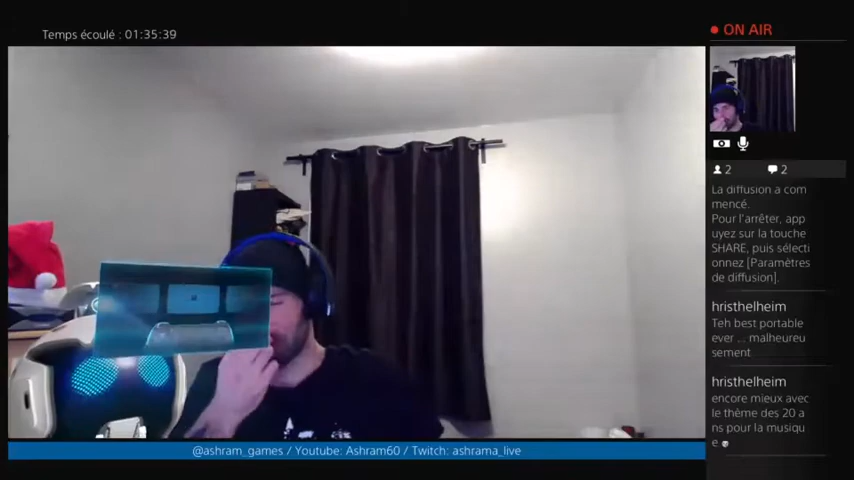 Temps écoulé : 01:35:39
ON AIR
2
2
La diffusion a com
mencé.
Pour l'arrêter, app
uyez sur la touche
SHARE, puis sélecti
onnez [Paramètres
de diffusion].
hristhelheim
Teh best portable
ever .. malheureu
sement
hristhelheim
encore mieux avec
le thème des 20 a
ns pour la musiqu
e
@ashram_games / Youtube: Ashram60 / Twitch: ashrama_live